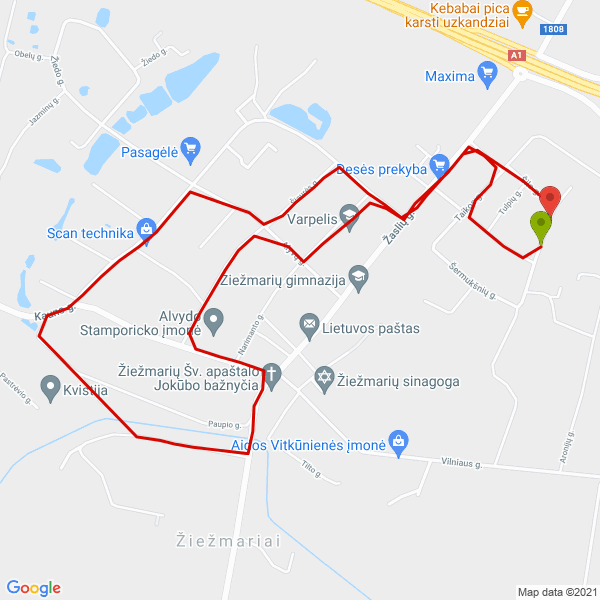 Kebabai pica
karsti uzkandziai
1808
A1
Obelų g.
Žiedo g.
Žiedo g.
Maxima
Jazminų g.
Pasagėlė
Desės prekyba
Tulpių g.
Taikos g.
Varpelis
Scan technika
Žaslių g.
Šermukšnių g.
Žiežmarių gimnazija
Kauno g.
Alvydo
Stamporicko įmonė
Narimanto g.
Lietuvos paštas
Žiežmarių Šv. apaštalo
Jokūbo bažnyčia
Žiežmarių sinagoga
Pastrėvio g.
Kvistija
Paupio g.
Aidos Vitkūnienės įmonė
Aronijų g.
Vilniaus g.
Tilto g.
Žiežmariai
Google
Map data ©2021